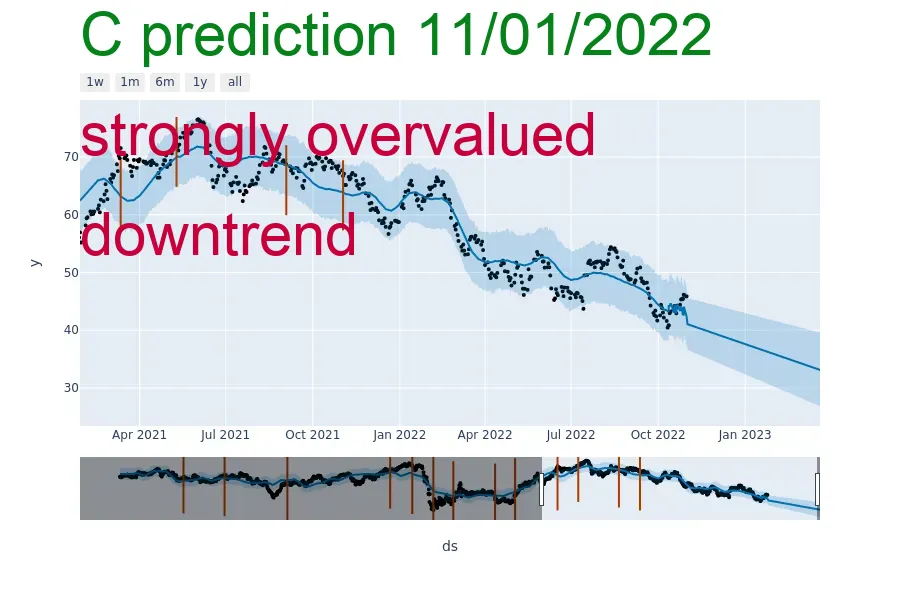 C prediction 11/01/2022
1w 1m 6m 1y all
strongly overvalued
70
60
downtrend
y
50
40
30
Apr 2021 Jul 2021 Oct 2021 Jan 2022 Apr 2022 Jul 2022 Oct 2022 Jan 2023
ds